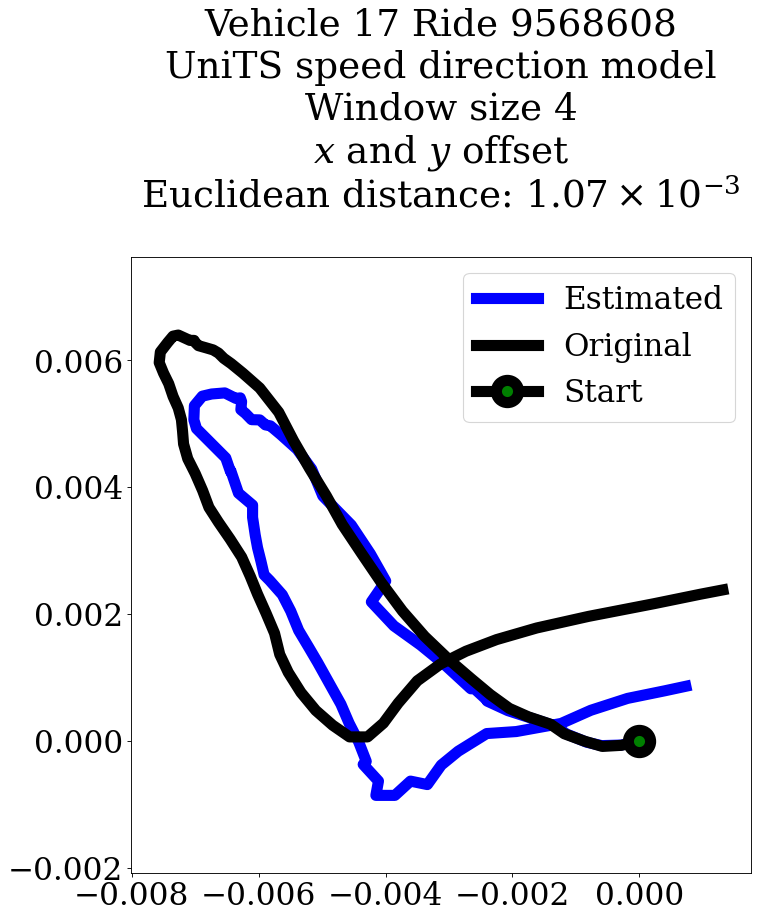 Vehicle 17 Ride 9568608
UniTS speed direction model
Window size 4
x and y offset
Euclidean distance: 1.07 × 10⁻³
Estimated
Original
Start
0.006
0.004
0.002
0.000
−0.002
−0.008 −0.006 −0.004 −0.002 0.000